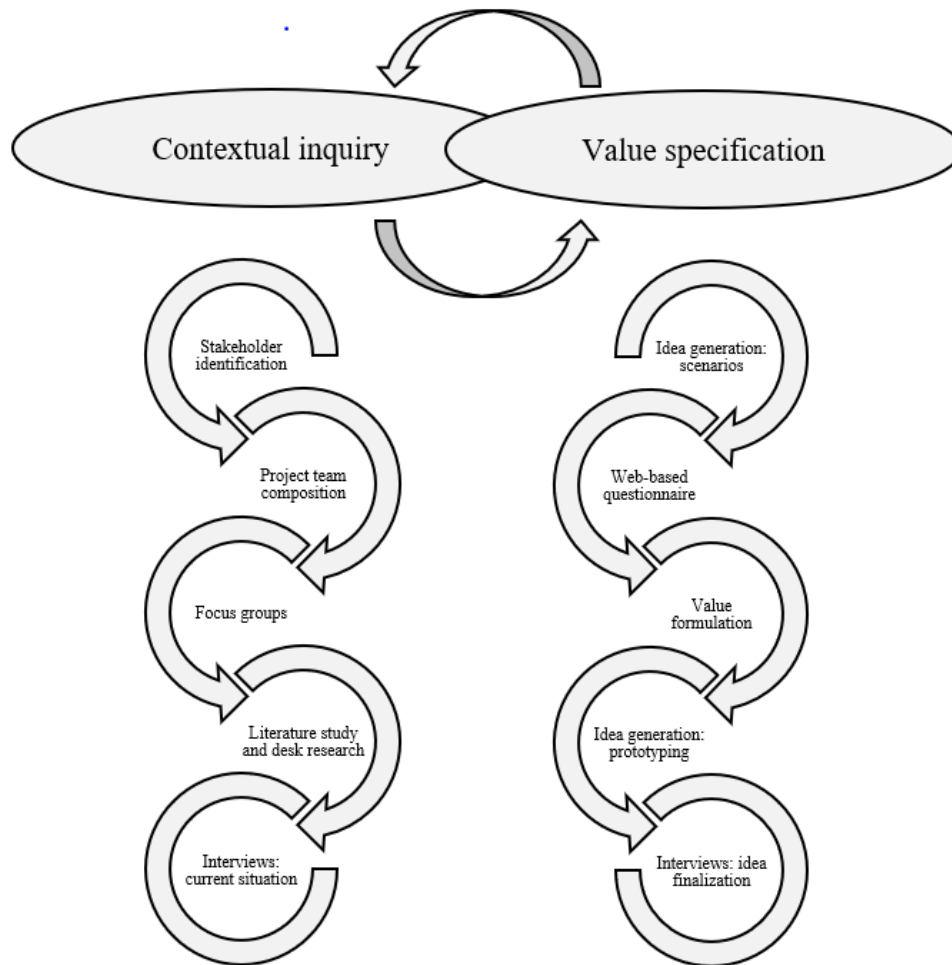 Contextual inquiry
Value specification
Stakeholder
identification
Project team
composition
Focus groups
Literature study
and desk research
Interviews:
current situation
Idea generation:
scenarios
Web-based
questionnaire
Value
formulation
Idea generation:
prototyping
Interviews: idea
finalization